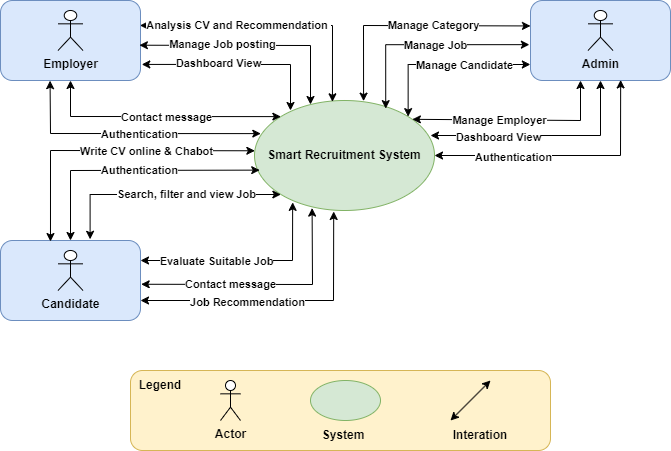 Analysis CV and Recommendation
Manage Job posting
Employer
Dashboard View
Contact message
Authentication
Manage Category
Manage Job
Manage Candidate
Admin
Manage Employer
Dashboard View
Authentication
Smart Recruitment System
Write CV online & Chabot
Authentication
Search, filter and view Job
Candidate
Evaluate Suitable Job
Contact message
Job Recommendation
Legend
Actor
System
Interation